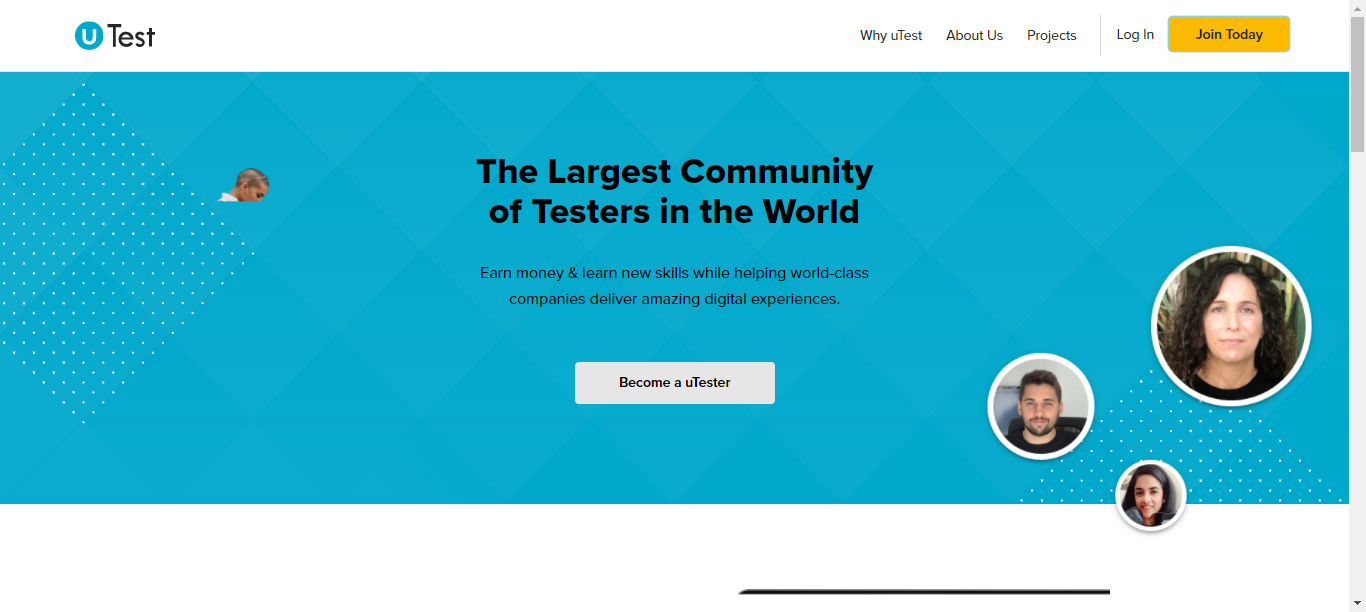 u Test
Why uTest
About Us
Projects
Log In
Join Today
The Largest Community
of Testers in the World
Earn money & learn new skills while helping world-class
companies deliver amazing digital experiences.
Become a uTester